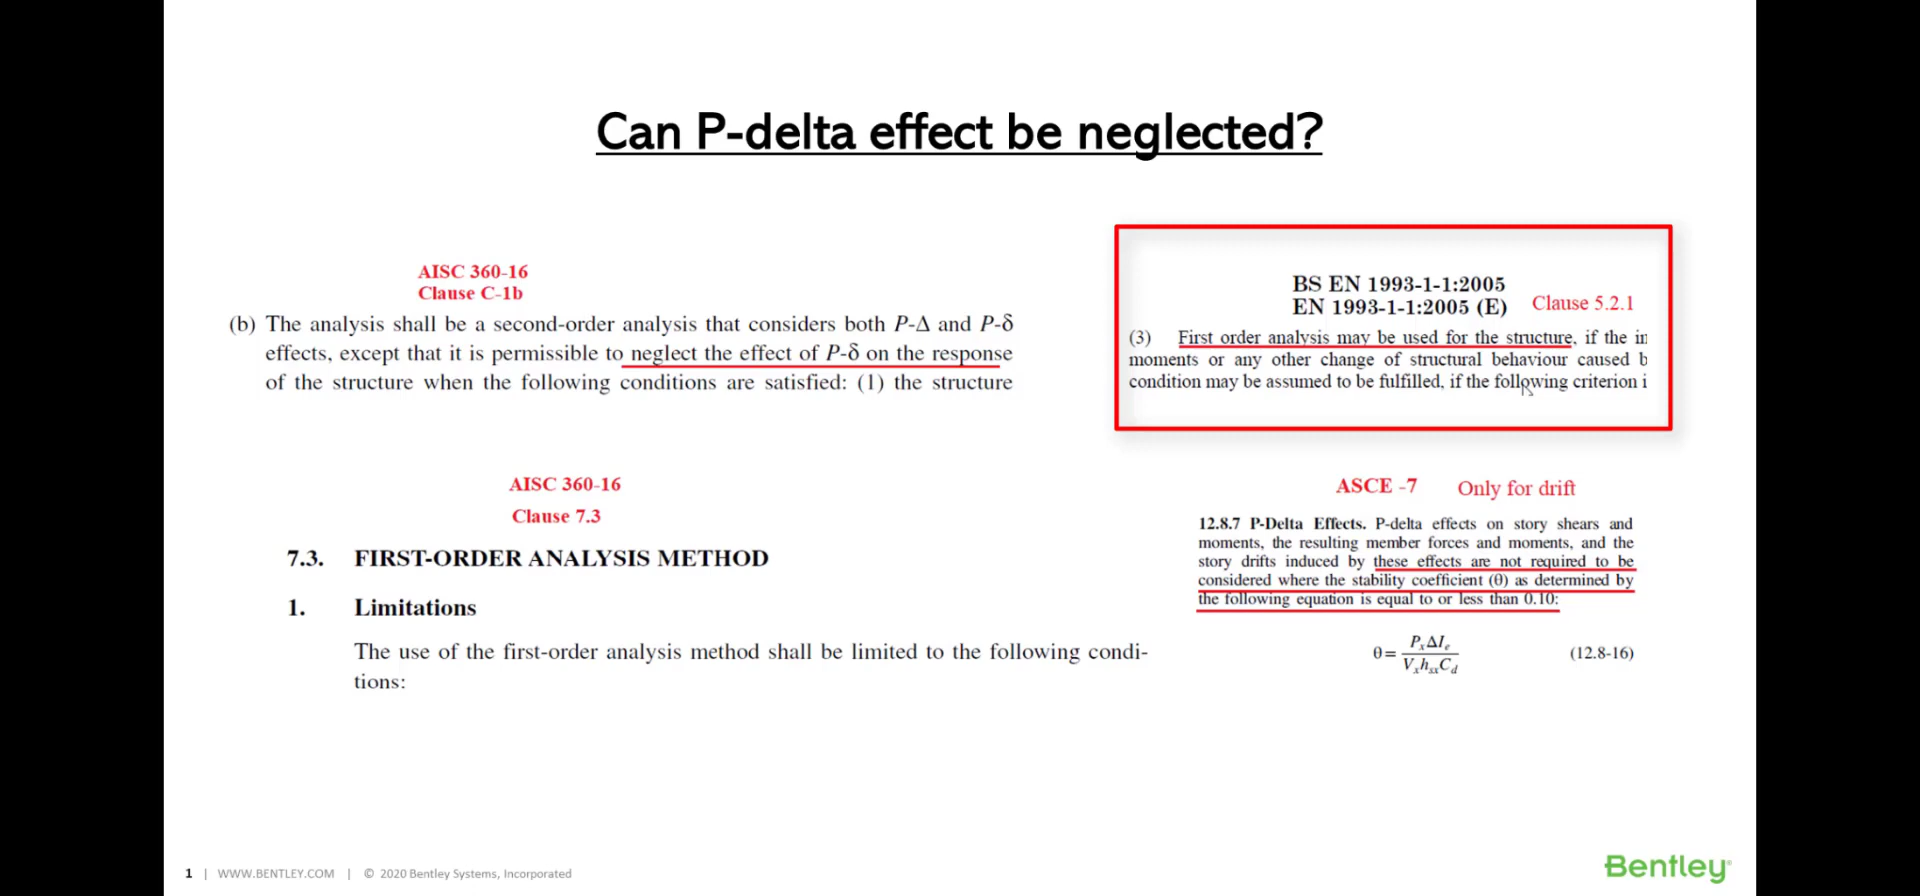 Can P-delta effect be neglected?
AISC 360-16
Clause C-1b
(b) The analysis shall be a second-order analysis that considers both P-Δ and P-δ
effects, except that it is permissible to neglect the effect of P-δ on the response
of the structure when the following conditions are satisfied: (1) the structure
BS EN 1993-1-1:2005
EN 1993-1-1:2005 (E) Clause 5.2.1
(3) First order analysis may be used for the structure, if the in
moments or any other change of structural behaviour caused b
condition may be assumed to be fulfilled, if the following criterion i
AISC 360-16
Clause 7.3
7.3. FIRST-ORDER ANALYSIS METHOD
1. Limitations
The use of the first-order analysis method shall be limited to the following condi-
tions:
ASCE -7 Only for drift
12.8.7 P-Delta Effects. P-delta effects on story shears and
moments, the resulting member forces and moments, and the
story drifts induced by these effects are not required to be
considered where the stability coefficient (θ) as determined by
the following equation is equal to or less than 0.10:
θ = PxΔIe / VxhsxCd (12.8-16)
1 | WWW.BENTLEY.COM | © 2020 Bentley Systems, Incorporated
Bentley